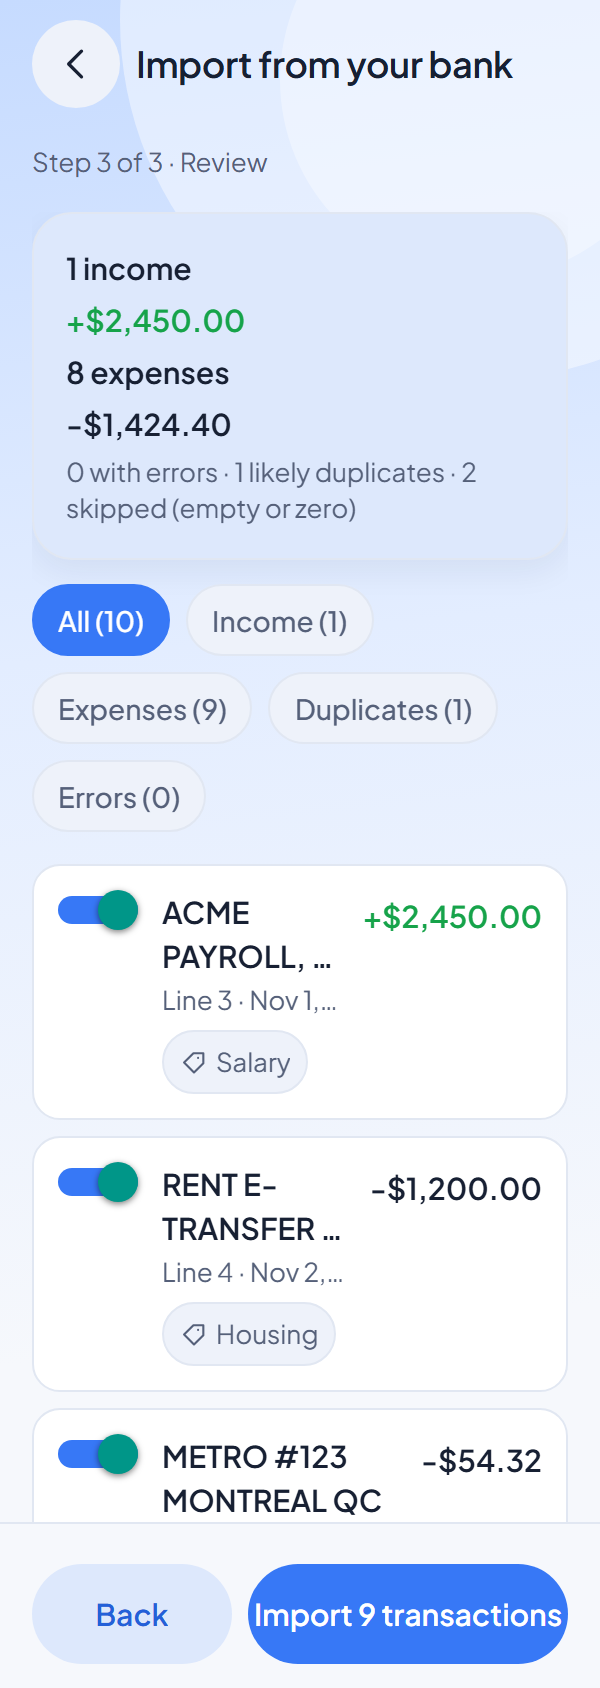 Import from your bank
Step 3 of 3 · Review
1 income
+$2,450.00
8 expenses
-$1,424.40
0 with errors · 1 likely duplicates · 2
skipped (empty or zero)
All (10)
Income (1)
Expenses (9)
Duplicates (1)
Errors (0)
ACME
PAYROLL, ...
+$2,450.00
Line 3 · Nov 1,...
Salary
RENT E-
TRANSFER ...
-$1,200.00
Line 4 · Nov 2,...
Housing
METRO #123
MONTREAL QC
-$54.32
Back
Import 9 transactions